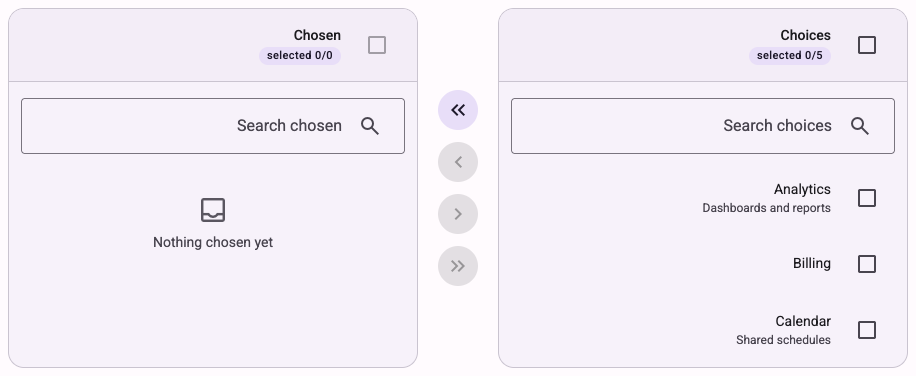 Chosen
selected 0/0
Search chosen
Nothing chosen yet
Choices
selected 0/5
Search choices
Analytics
Dashboards and reports
Billing
Calendar
Shared schedules